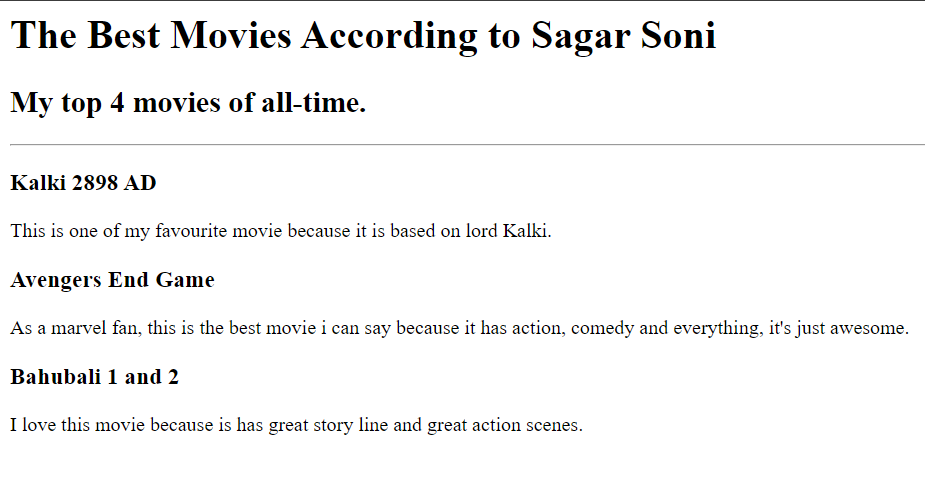 The Best Movies According to Sagar Soni
My top 4 movies of all-time.
Kalki 2898 AD
This is one of my favourite movie because it is based on lord Kalki.
Avengers End Game
As a marvel fan, this is the best movie i can say because it has action, comedy and everything, it's just awesome.
Bahubali 1 and 2
I love this movie because is has great story line and great action scenes.